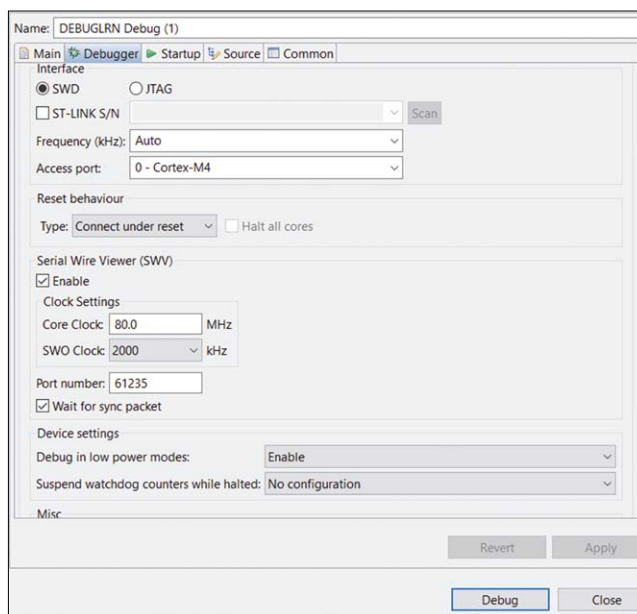 Name: DEBUGLRN Debug (1)
Main Debugger Startup Source Common
Interface
SWD JTAG
ST-LINK S/N Scan
Frequency (kHz): Auto
Access port: 0 - Cortex-M4
Reset behaviour
Type: Connect under reset Halt all cores
Serial Wire Viewer (SWV)
Enable
Clock Settings
Core Clock: 80.0 MHz
SWO Clock: 2000 kHz
Port number: 61235
Wait for sync packet
Device settings
Debug in low power modes: Enable
Suspend watchdog counters while halted: No configuration
Misc
Revert Apply
Debug Close